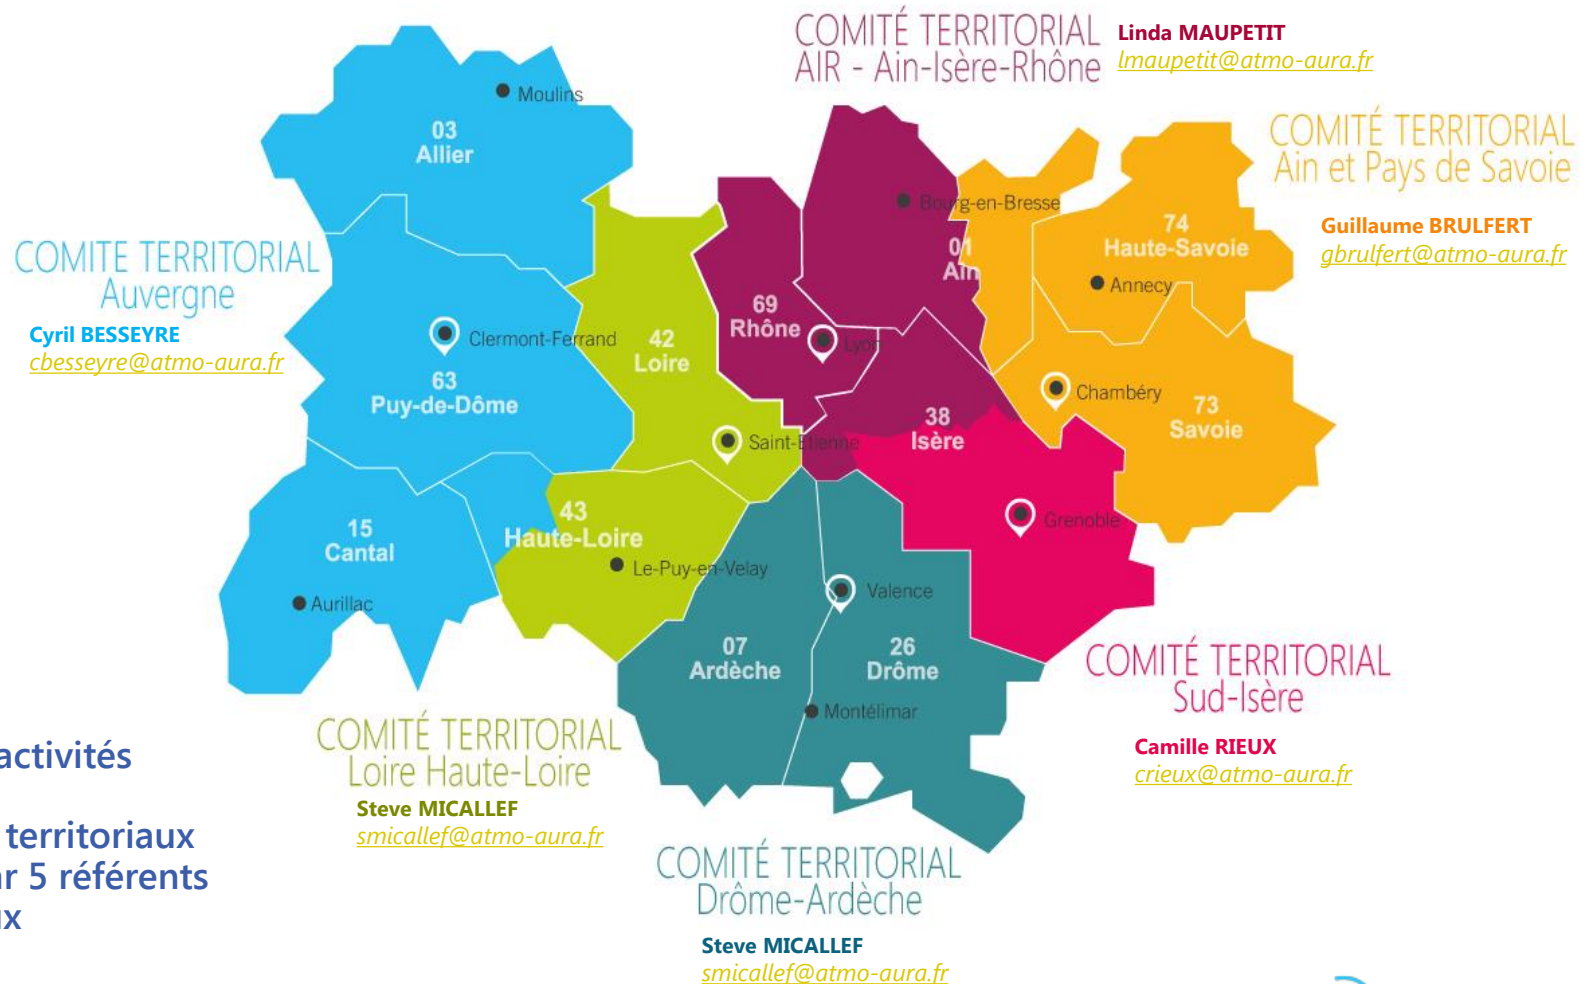 COMITÉ TERRITORIAL
AIR - Ain-Isère-Rhône
Linda MAUPETIT
lmaupetit@atmo-aura.fr
COMITÉ TERRITORIAL
Ain et Pays de Savoie
Guillaume BRULFERT
gbrulfert@atmo-aura.fr
COMITE TERRITORIAL
Auvergne
Cyril BESSEYRE
cbesseyre@atmo-aura.fr
Moulins
03
Allier
Bourg-en-Bresse
01
Ain
74
Haute-Savoie
Annecy
69
Rhône
Lyon
42
Loire
Clermont-Ferrand
63
Puy-de-Dôme
Chambéry
73
Savoie
38
Isère
Saint-Etienne
Grenoble
43
Haute-Loire
Le-Puy-en-Velay
15
Cantal
Aurillac
Valence
07
Ardèche
26
Drôme
Montélimar
COMITÉ TERRITORIAL
Sud-Isère
Camille RIEUX
crieux@atmo-aura.fr
COMITÉ TERRITORIAL
Loire Haute-Loire
Steve MICALLEF
smicallef@atmo-aura.fr
COMITÉ TERRITORIAL
Drôme-Ardèche
Steve MICALLEF
smicallef@atmo-aura.fr
activités
territoriaux
r 5 référents
ux